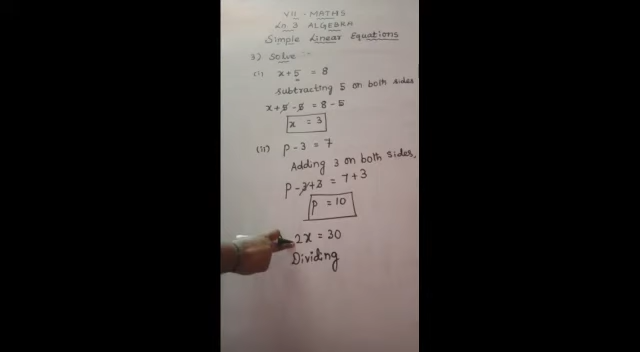 VII - MATHS
Ln. 3 ALGEBRA
Simple Linear Equations
3) Solve :-
(i) x + 5 = 8
Subtracting 5 on both sides
x + 5 - 5 = 8 - 5
x = 3
(ii) p - 3 = 7
Adding 3 on both sides,
p - 3 + 3 = 7 + 3
p = 10
2x = 30
Dividing